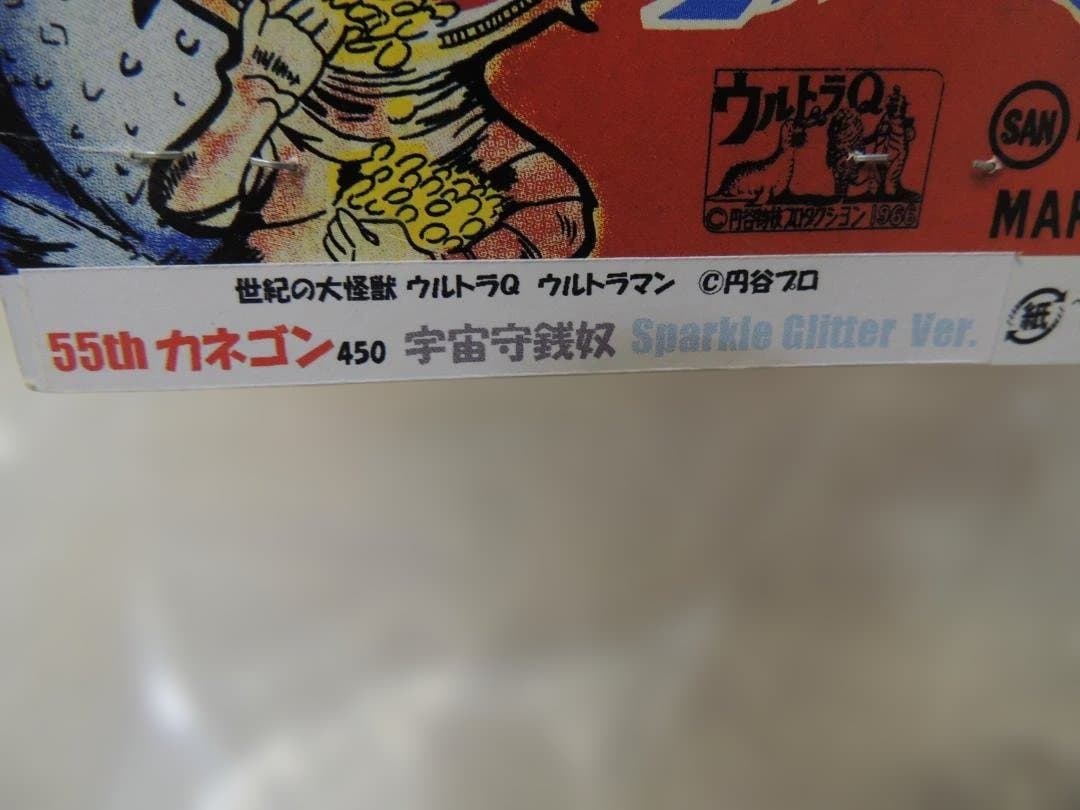 ウルトラQ
©円谷特技プロダクション 1966
SAN
MAR
世紀の大怪獣 ウルトラQ ウルトラマン ©円谷プロ
紙
55th カネゴン 450 宇宙守銭奴 Sparkle Glitter Ver.